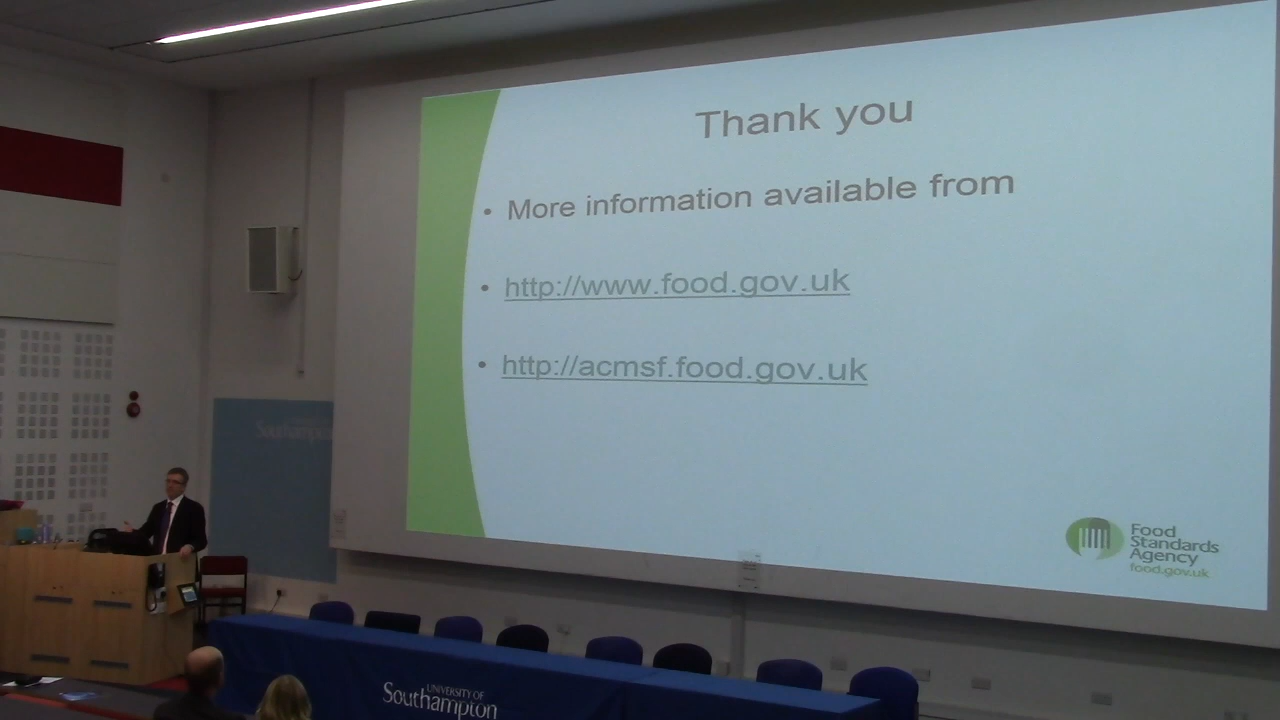 Thank you
• More information available from
• http://www.food.gov.uk
• http://acmsf.food.gov.uk
Food
Standards
Agency
food.gov.uk
Southampton
UNIVERSITY OF
Southampton